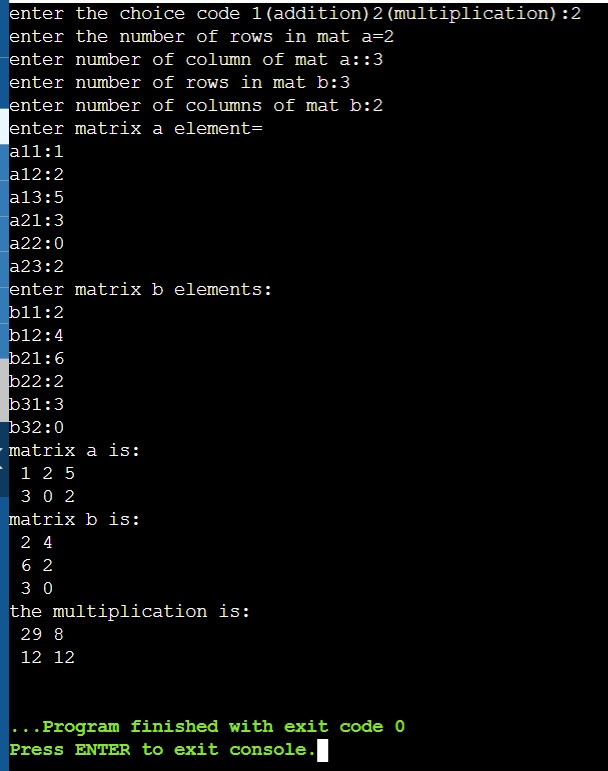 enter the choice code 1(addition)2(multiplication):2
enter the number of rows in mat a=2
enter number of column of mat a::3
enter number of rows in mat b:3
enter number of columns of mat b:2
enter matrix a element=
a11:1
a12:2
a13:5
a21:3
a22:0
a23:2
enter matrix b elements:
b11:2
b12:4
b21:6
b22:2
b31:3
b32:0
matrix a is:
1 2 5
3 0 2
matrix b is:
2 4
6 2
3 0
the multiplication is:
29 8
12 12
...Program finished with exit code 0
Press ENTER to exit console.